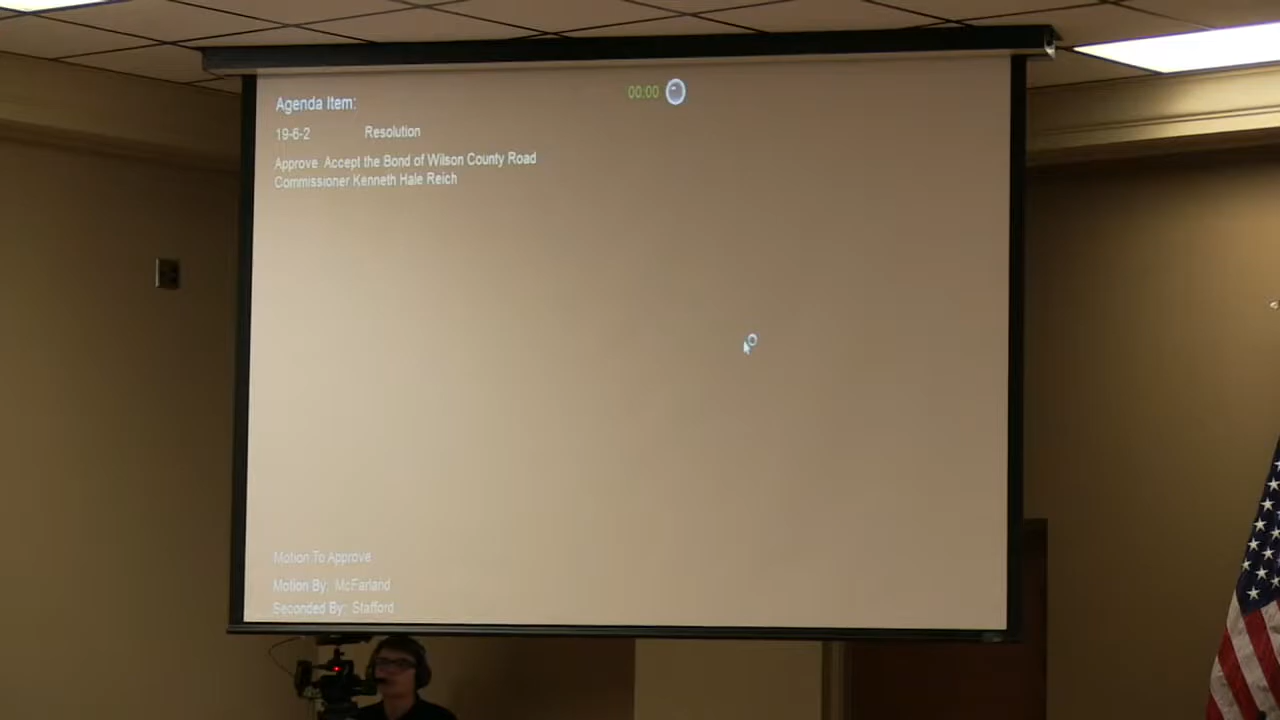 Agenda Item:
00:00
19-6-2 Resolution
Approve Accept the Bond of Wilson County Road
Commissioner Kenneth Hale Reich
Motion To Approve
Motion By: McFarland
Seconded By: Stafford